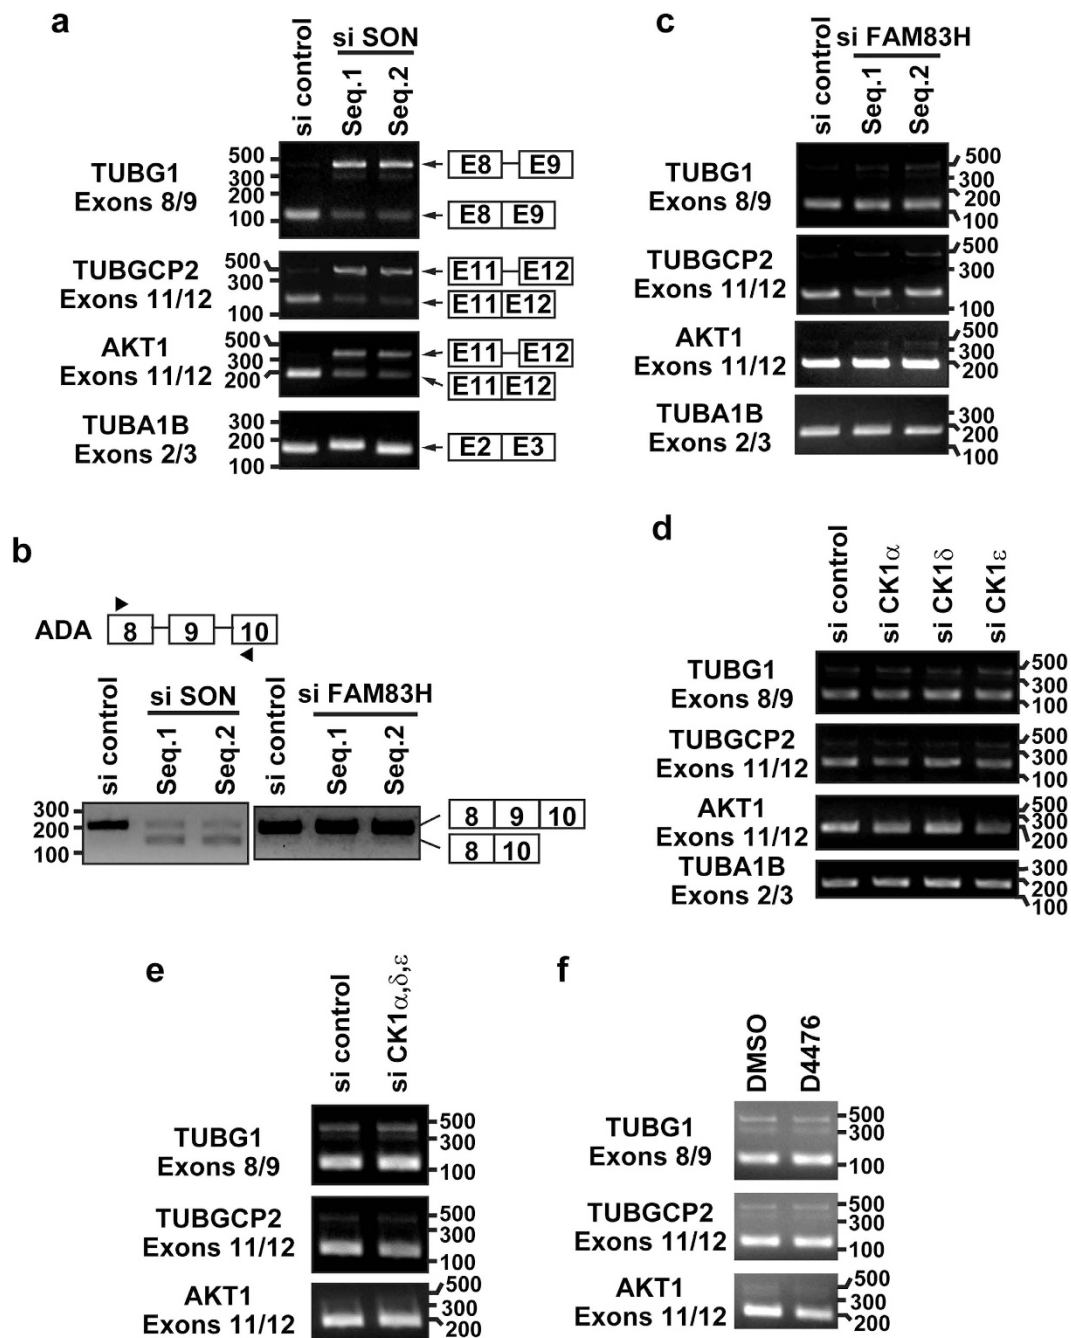 a
si control
si SON
Seq.1
Seq.2
TUBG1
Exons 8/9
500
300
200
100
E8 E9
E8 E9
TUBGCP2
Exons 11/12
500
300
100
E11 E12
E11 E12
AKT1
Exons 11/12
500
300
200
E11 E12
E11 E12
TUBA1B
Exons 2/3
300
200
100
E2 E3
c
si control
si FAM83H
Seq.1
Seq.2
TUBG1
Exons 8/9
500
300
200
100
TUBGCP2
Exons 11/12
500
300
100
AKT1
Exons 11/12
500
300
200
TUBA1B
Exons 2/3
300
200
100
b
ADA 8 9 10
si control
si SON
Seq.1
Seq.2
si control
si FAM83H
Seq.1
Seq.2
300
200
100
8 9 10
8 10
d
si control
si CK1α
si CK1δ
si CK1ε
TUBG1
Exons 8/9
500
300
100
TUBGCP2
Exons 11/12
500
300
100
AKT1
Exons 11/12
500
300
200
TUBA1B
Exons 2/3
300
200
100
e
si control
si CK1α,δ,ε
TUBG1
Exons 8/9
500
300
100
TUBGCP2
Exons 11/12
500
300
100
AKT1
Exons 11/12
500
300
200
f
DMSO
D4476
TUBG1
Exons 8/9
500
300
100
TUBGCP2
Exons 11/12
500
300
100
AKT1
Exons 11/12
500
300
200